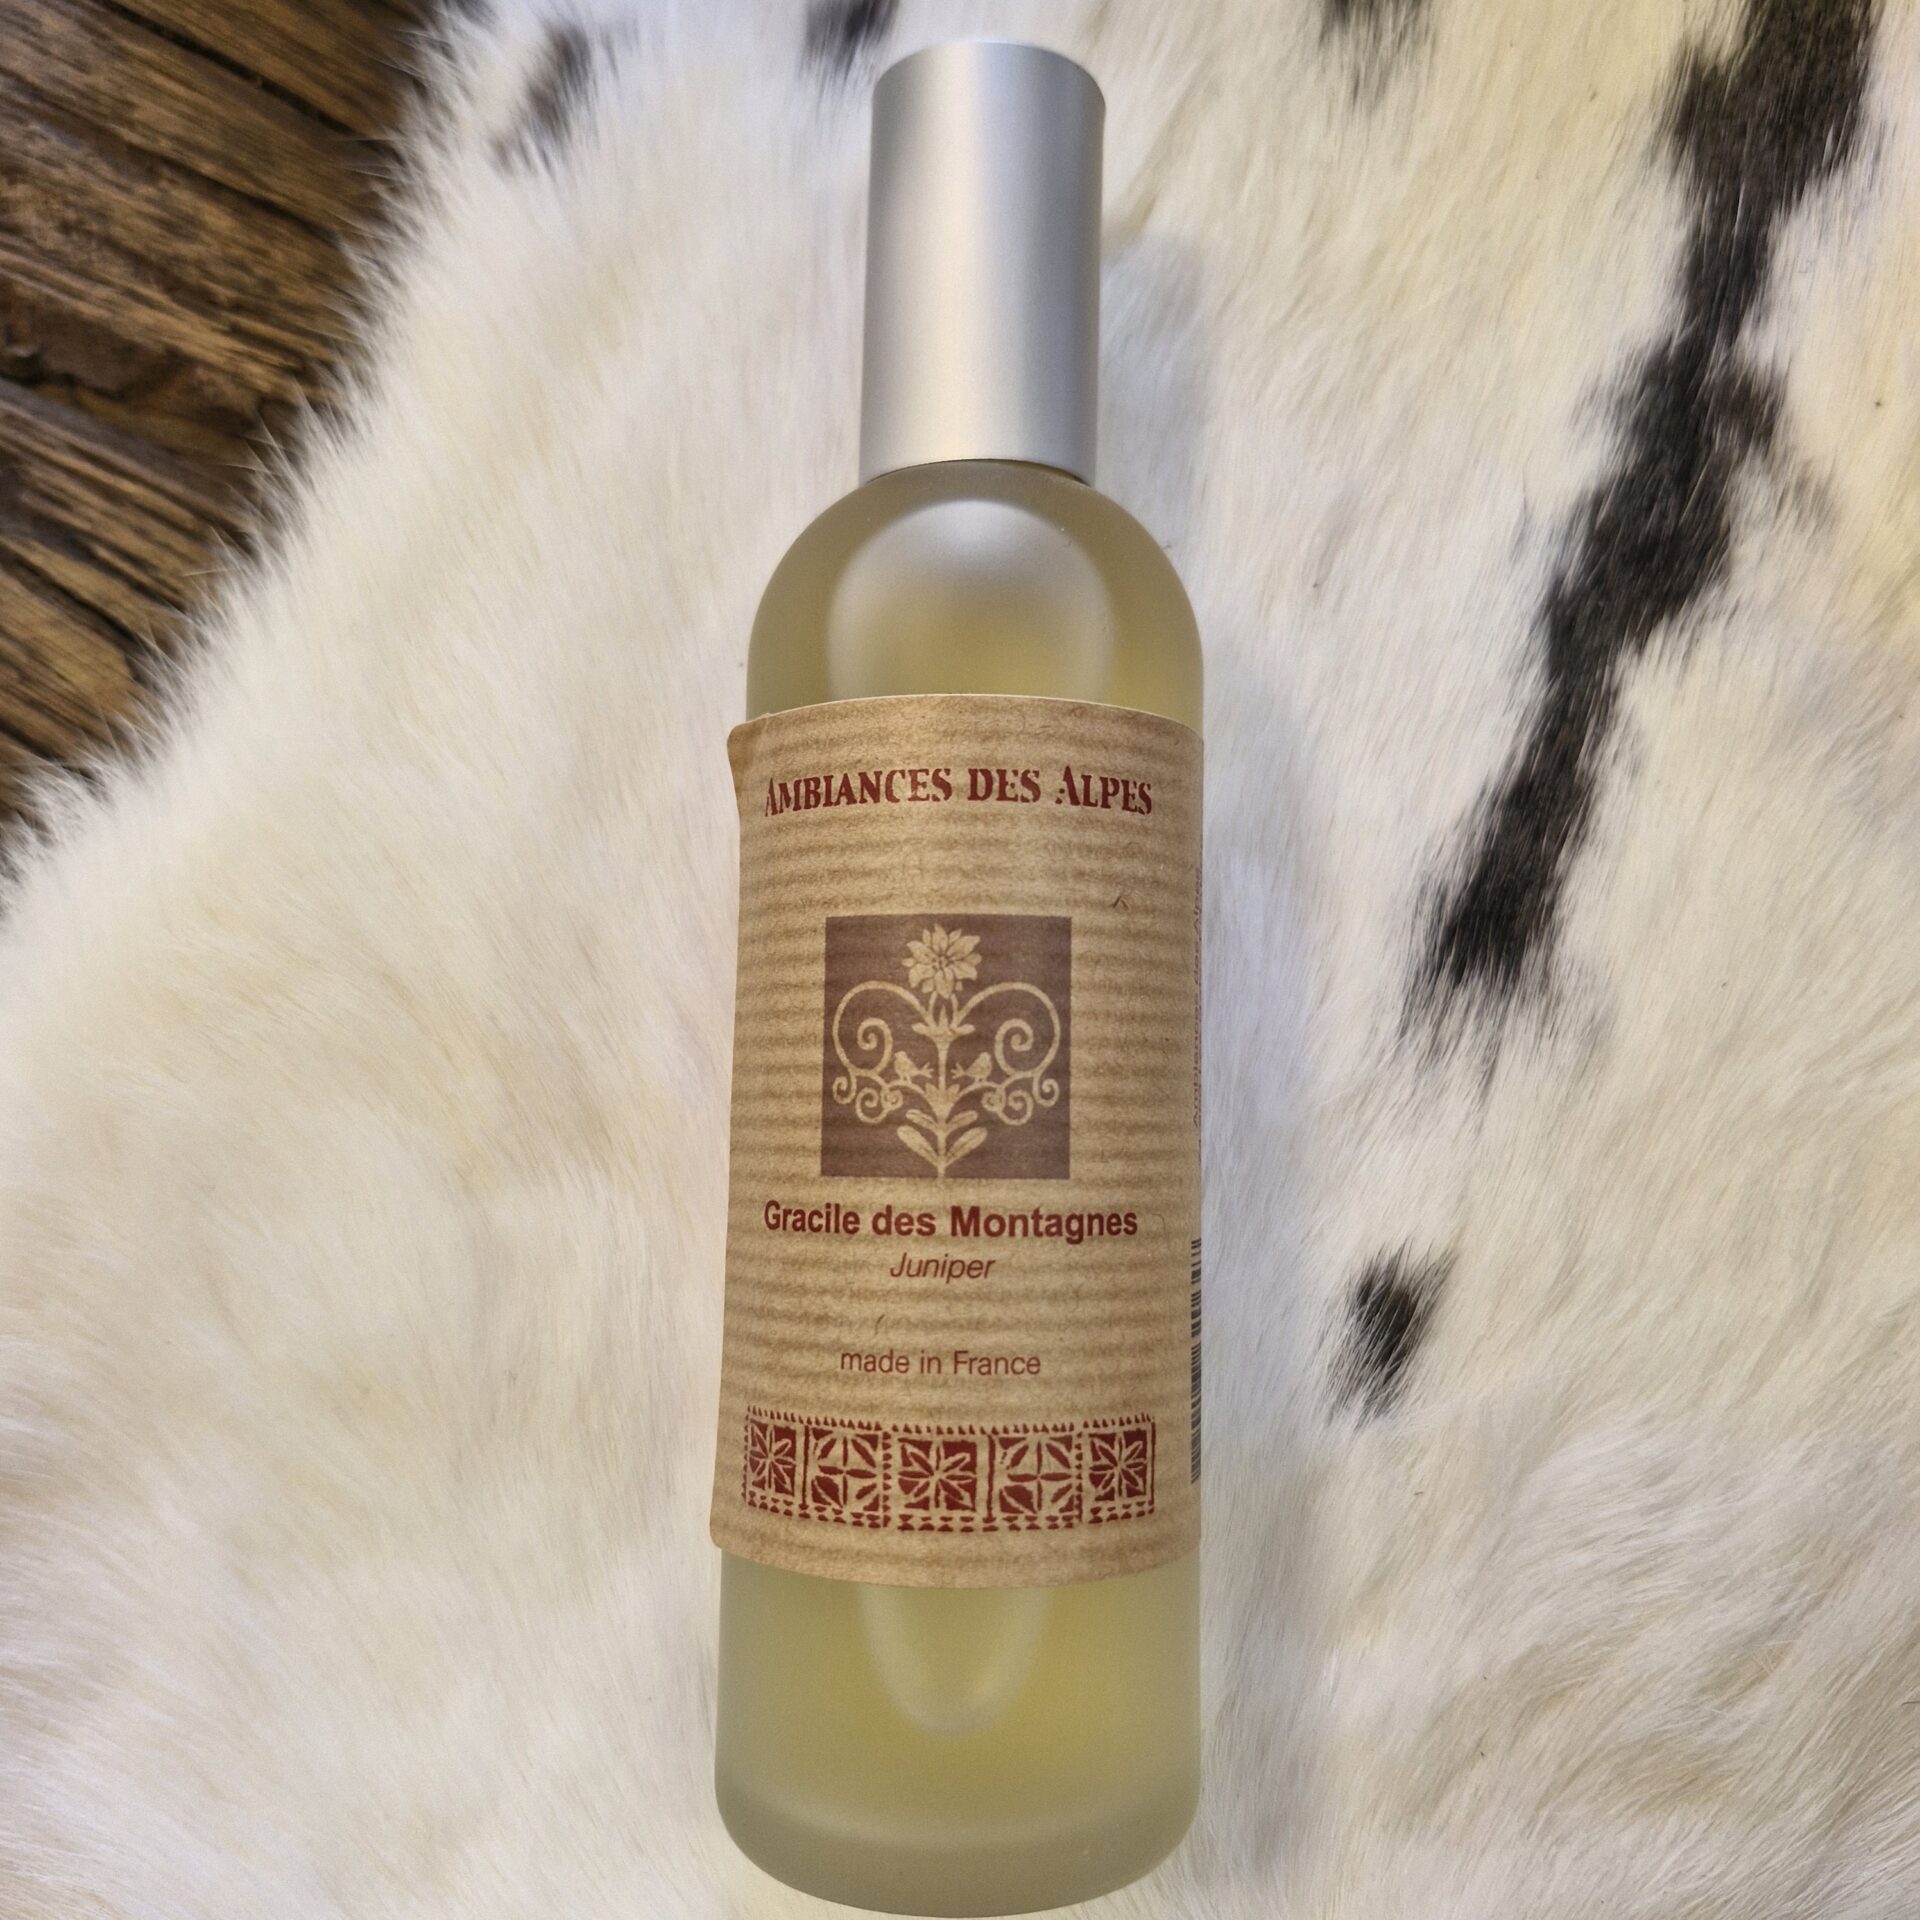 AMBIANCES DES ALPES
Gracile des Montagnes
Juniper
made in France